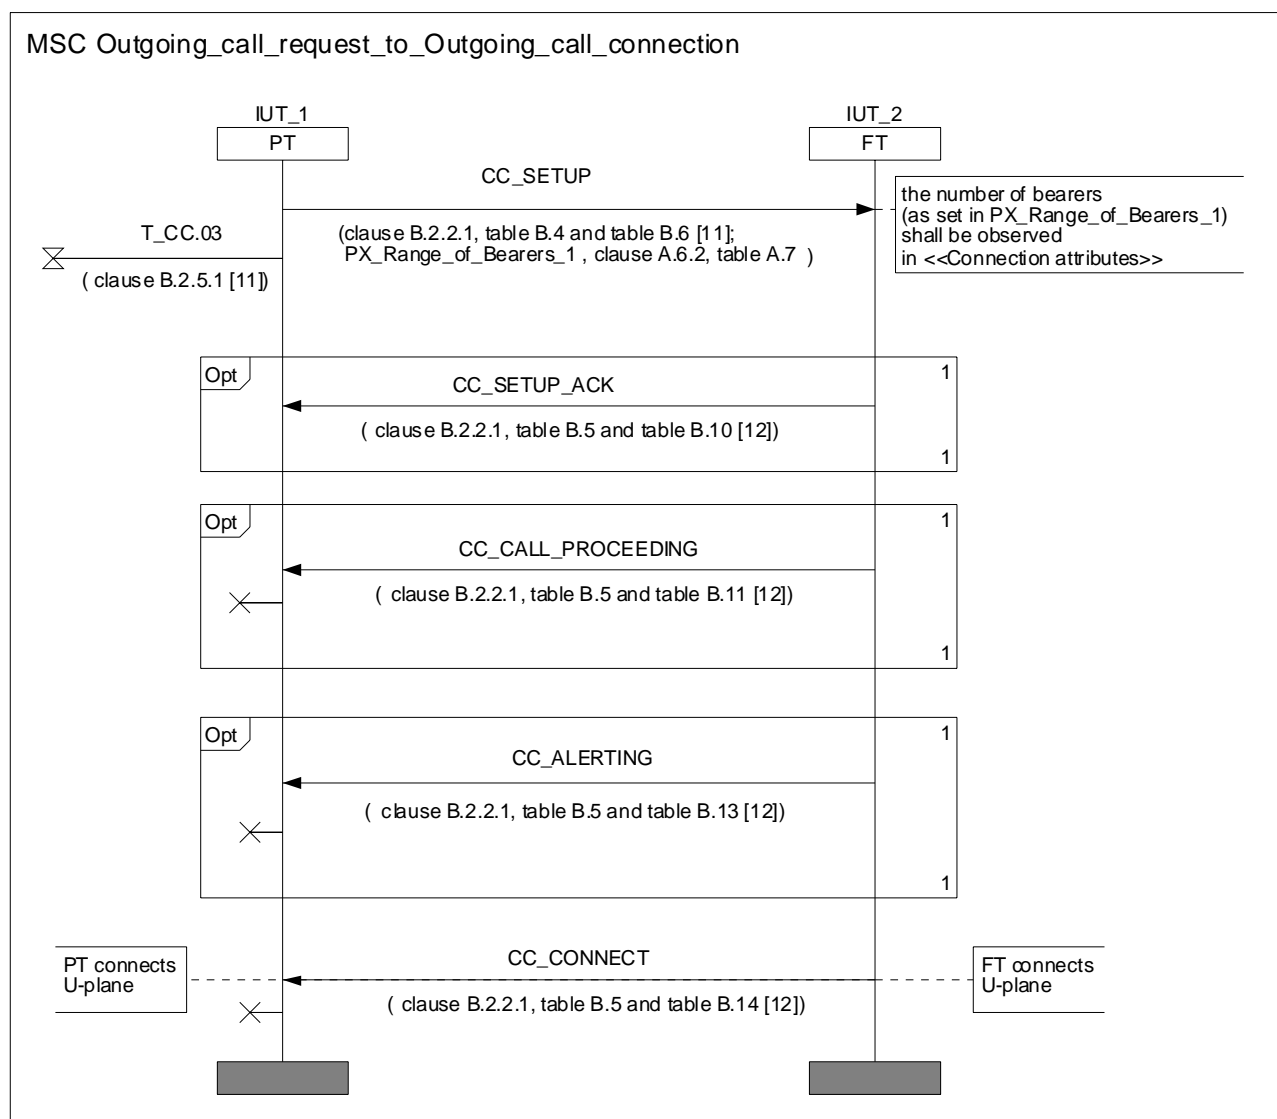 MSC Outgoing_call_request_to_Outgoing_call_connection
IUT_1
IUT_2
PT
FT
CC_SETUP
the number of bearers
(as set in PX_Range_of_Bearers_1)
shall be observed
in <<Connection attributes>>
T_CC.03
(clause B.2.2.1, table B.4 and table B.6 [11];
PX_Range_of_Bearers_1 , clause A.6.2, table A.7 )
( clause B.2.5.1 [11])
Opt
1
CC_SETUP_ACK
( clause B.2.2.1, table B.5 and table B.10 [12])
1
Opt
1
CC_CALL_PROCEEDING
( clause B.2.2.1, table B.5 and table B.11 [12])
1
Opt
1
CC_ALERTING
( clause B.2.2.1, table B.5 and table B.13 [12])
1
PT connects
U-plane
CC_CONNECT
FT connects
U-plane
( clause B.2.2.1, table B.5 and table B.14 [12])